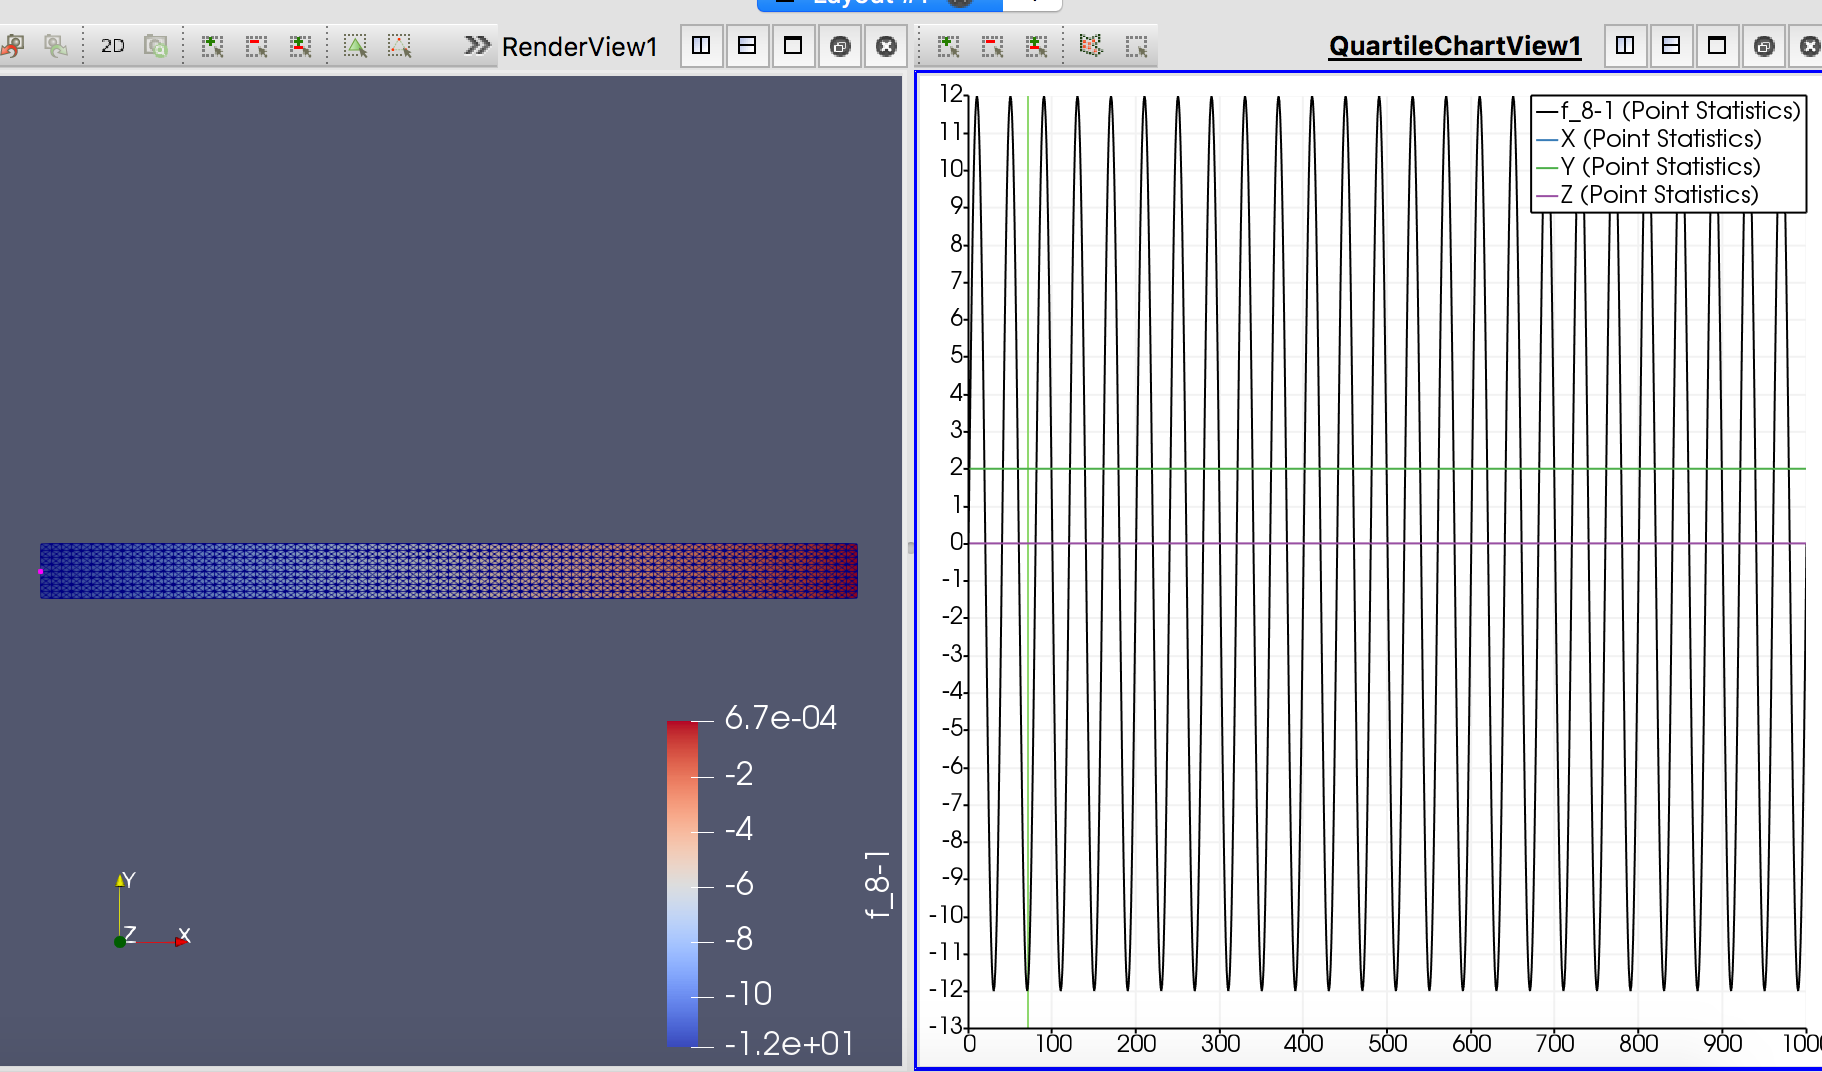 Layout #1
2D
RenderView1
QuartileChartView1
6.7e-04
-2
-4
-6
-8
-10
-1.2e+01
f_8-1
Y
Z
X
12
11
10
9
8
7
6
5
4
3
2
1
0
-1
-2
-3
-4
-5
-6
-7
-8
-9
-10
-11
-12
-13
0 100 200 300 400 500 600 700 800 900 100
f_8-1 (Point Statistics)
X (Point Statistics)
Y (Point Statistics)
Z (Point Statistics)